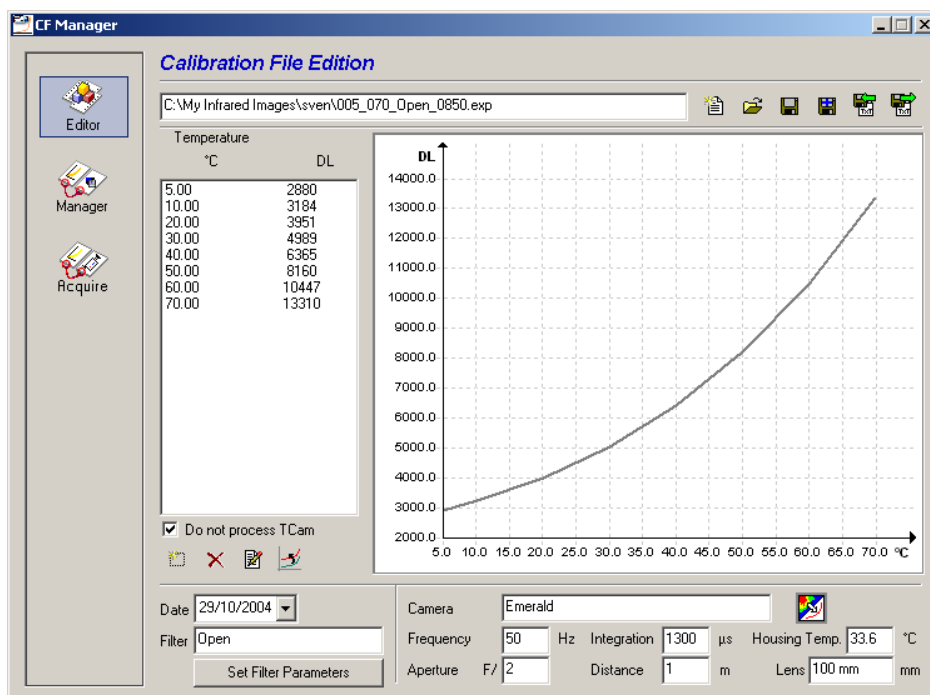 CF Manager
Calibration File Edition
C:\My Infrared Images\sven\005_070_Open_0850.exp
TXT TXT
Editor
Manager
Acquire
Temperature
°C DL
5.00 2880
10.00 3184
20.00 3951
30.00 4989
40.00 6365
50.00 8160
60.00 10447
70.00 13310
Do not process TCam
DL
14000.0
13000.0
12000.0
11000.0
10000.0
9000.0
8000.0
7000.0
6000.0
5000.0
4000.0
3000.0
2000.0
5.0 10.0 15.0 20.0 25.0 30.0 35.0 40.0 45.0 50.0 55.0 60.0 65.0 70.0 °C
Date 29/10/2004
Filter Open
Set Filter Parameters
Camera Emerald
Frequency 50 Hz Integration 1300 µs Housing Temp. 33.6 °C
Aperture F/ 2 Distance 1 m Lens 100 mm mm